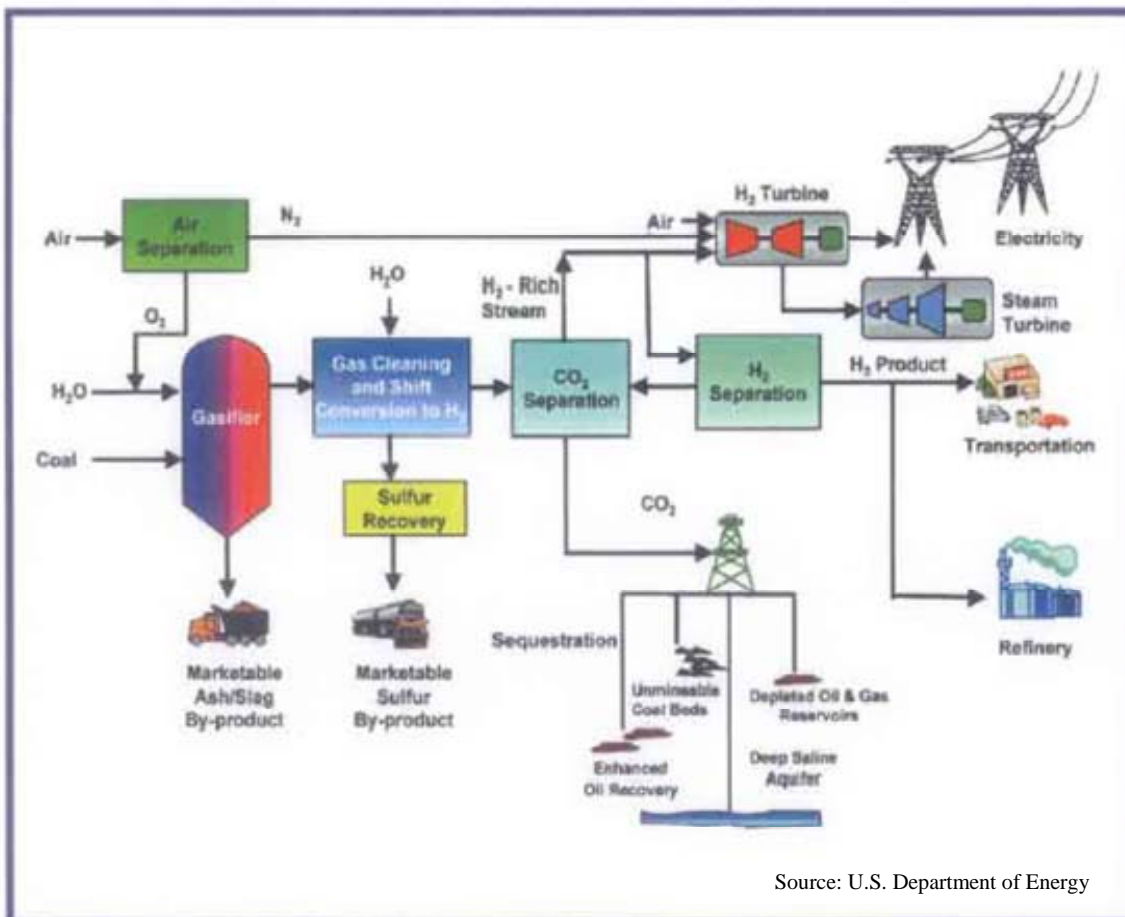 Air
Air
Separation
N₂
Air
H₂ Turbine
Electricity
O₂
H₂O
H₂ - Rich
Stream
Steam
Turbine
H₂O
Coal
Gasifier
Gas Cleaning
and Shift
Conversion to H₂
CO₂
Separation
H₂
Separation
H₂ Product
Transportation
Sulfur
Recovery
CO₂
Marketable
Ash/Slag
By-product
Marketable
Sulfur
By-product
Sequestration
Unmineable
Coal Beds
Depleted Oil & Gas
Reservoirs
Enhanced
Oil Recovery
Deep Saline
Aquifer
Refinery
Source: U.S. Department of Energy